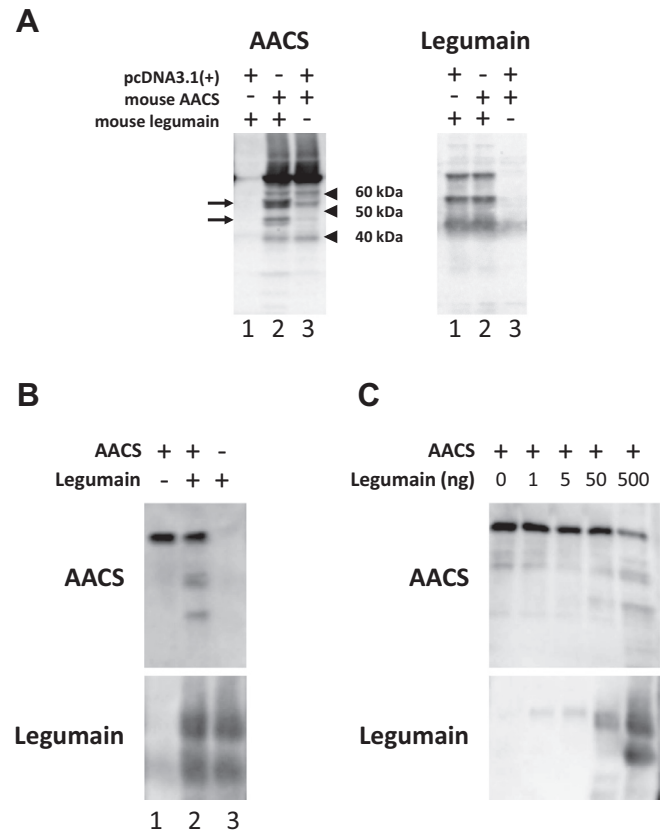 A
AACS Legumain
pcDNA3.1(+) + - + + - +
mouse AACS - + + - + +
mouse legumain + + - + + -
60 kDa
50 kDa
40 kDa
1 2 3 1 2 3
B C
AACS + + -
Legumain - + +
AACS
Legumain
1 2 3
AACS + + + + +
Legumain (ng) 0 1 5 50 500
AACS
Legumain